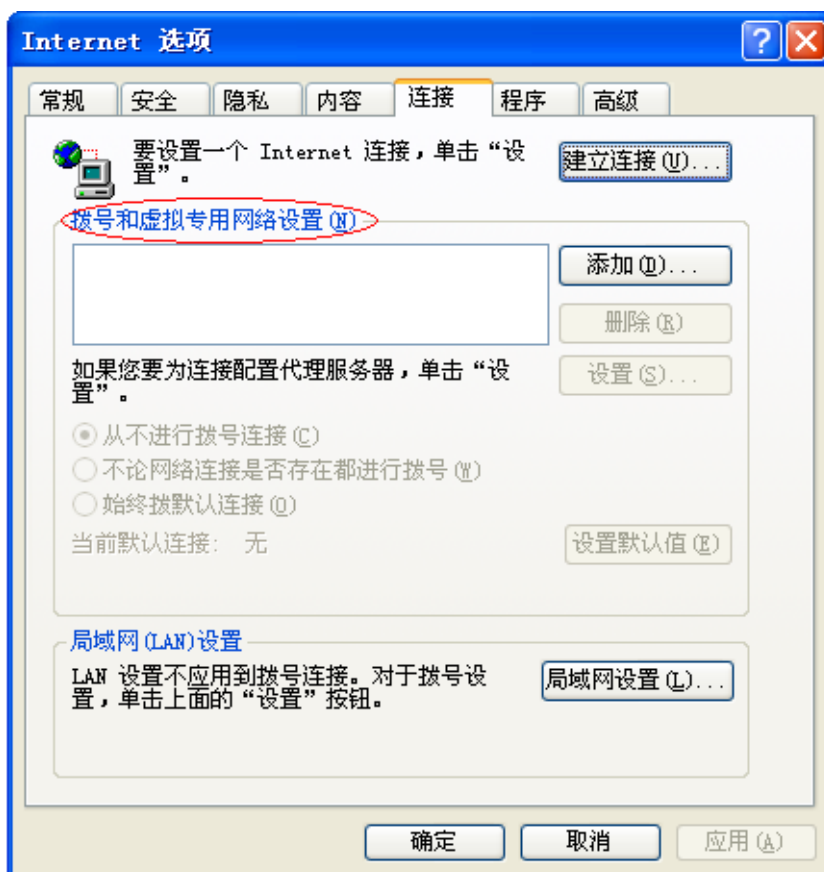 Internet 选项
常规 安全 隐私 内容 连接 程序 高级
要设置一个 Internet 连接，单击“设
置”。
建立连接(U)...
拨号和虚拟专用网络设置(N)
添加(D)...
删除(R)
如果您要为连接配置代理服务器，单击“设
置”。
设置(S)...
从不进行拨号连接(C)
不论网络连接是否存在都进行拨号(W)
始终拨默认连接(O)
当前默认连接: 无
设置默认值(E)
局域网(LAN)设置
LAN 设置不应用到拨号连接。对于拨号设
置，单击上面的“设置”按钮。
局域网设置(L)...
确定 取消 应用(A)